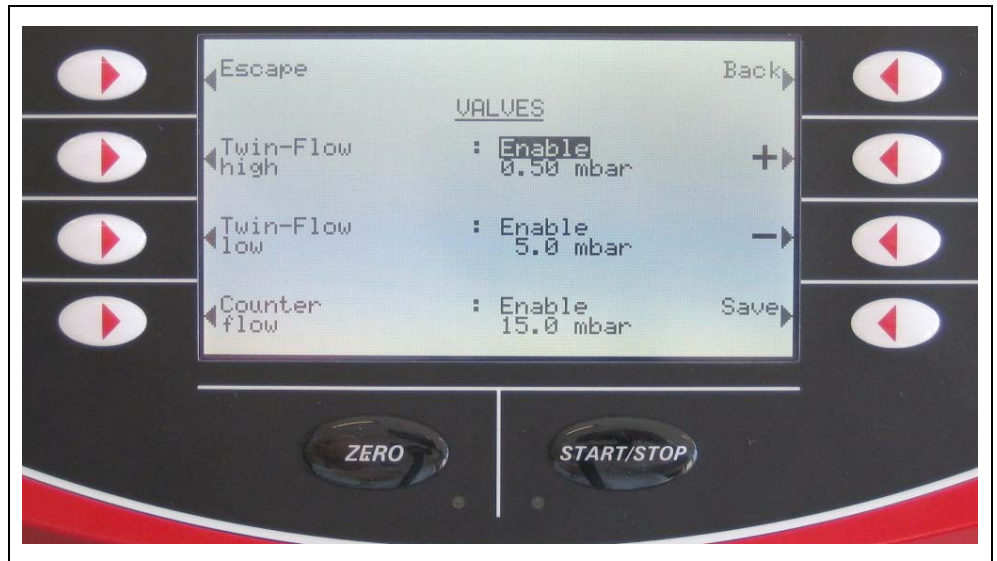 Escape Back
VALVES
Twin-Flow : Enable
high 0.50 mbar +
Twin-Flow : Enable
low 5.0 mbar −
Counter : Enable Save
flow 15.0 mbar
ZERO START/STOP